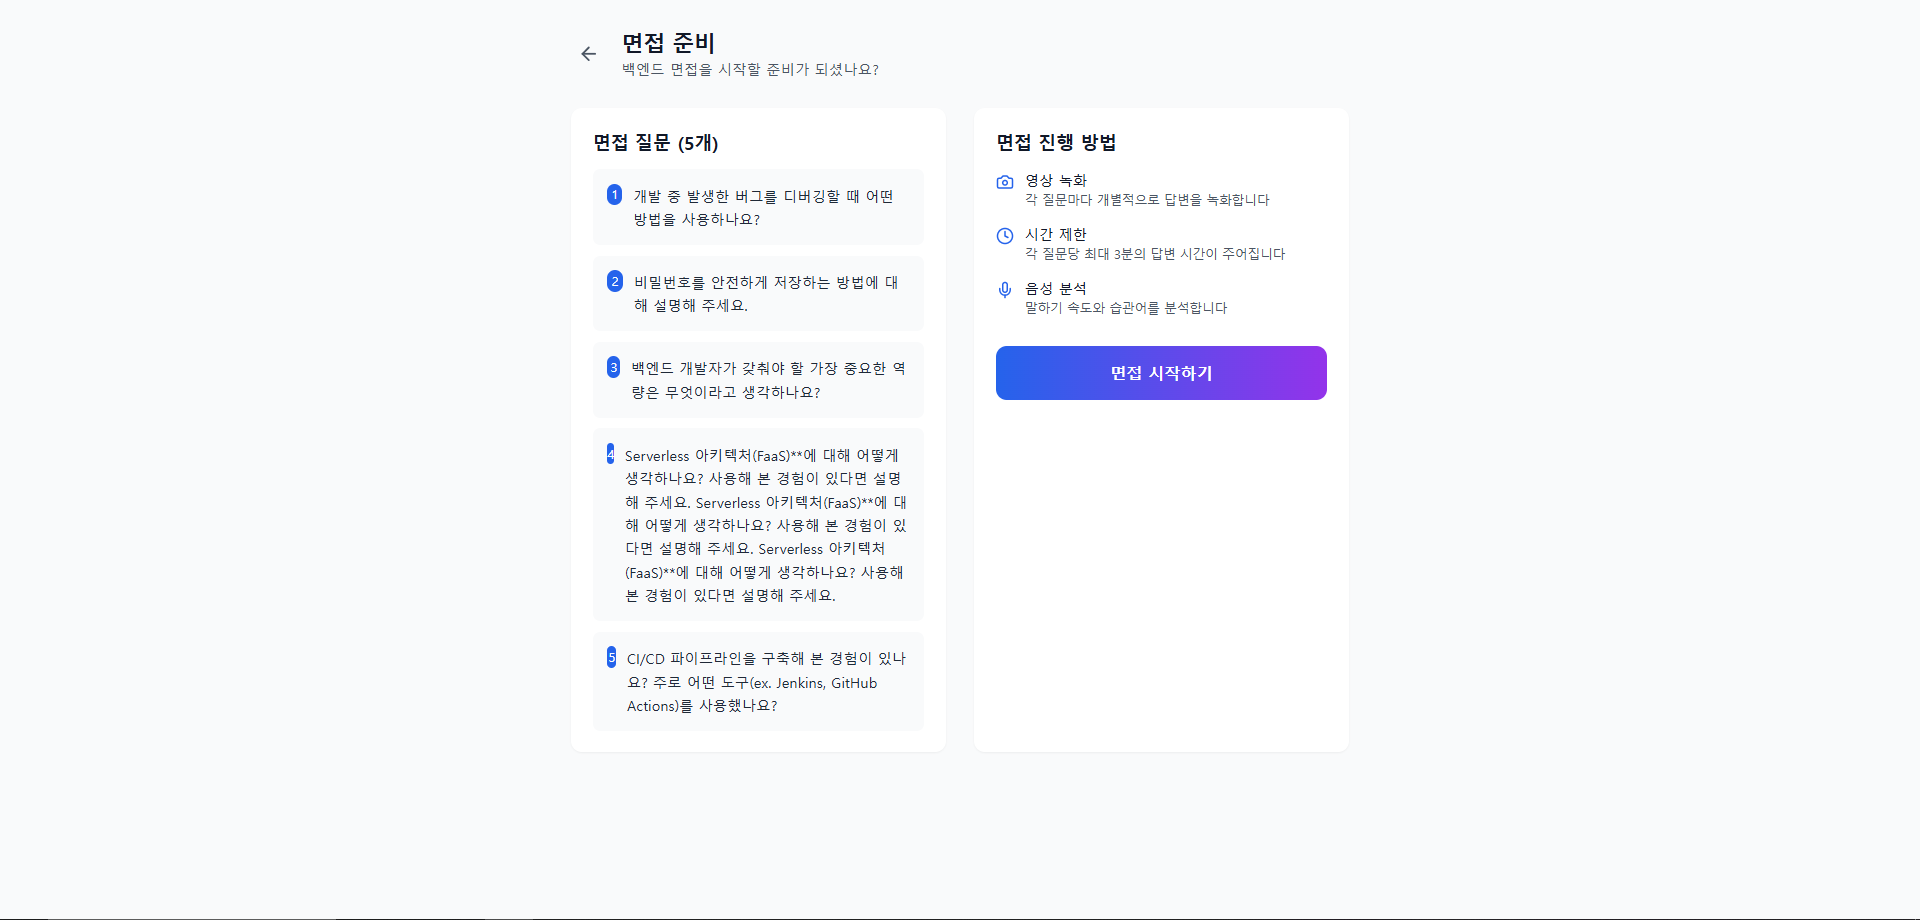 면접 준비
백엔드 면접을 시작할 준비가 되셨나요?
면접 질문 (5개)
1
개발 중 발생한 버그를 디버깅할 때 어떤
방법을 사용하나요?
2
비밀번호를 안전하게 저장하는 방법에 대
해 설명해 주세요.
3
백엔드 개발자가 갖춰야 할 가장 중요한 역
량은 무엇이라고 생각하나요?
4
Serverless 아키텍처(FaaS)**에 대해 어떻게
생각하나요? 사용해 본 경험이 있다면 설명
해 주세요. Serverless 아키텍처(FaaS)**에 대
해 어떻게 생각하나요? 사용해 본 경험이 있
다면 설명해 주세요. Serverless 아키텍처
(FaaS)**에 대해 어떻게 생각하나요? 사용해
본 경험이 있다면 설명해 주세요.
5
CI/CD 파이프라인을 구축해 본 경험이 있나
요? 주로 어떤 도구(ex. Jenkins, GitHub
Actions)를 사용했나요?
면접 진행 방법
영상 녹화
각 질문마다 개별적으로 답변을 녹화합니다
시간 제한
각 질문당 최대 3분의 답변 시간이 주어집니다
음성 분석
말하기 속도와 습관어를 분석합니다
면접 시작하기